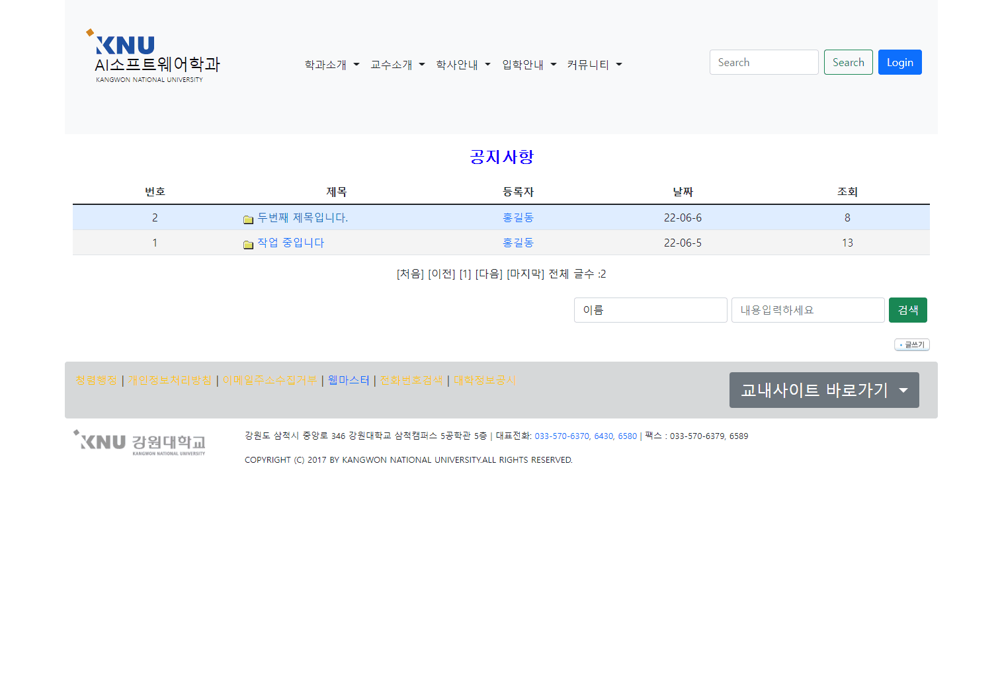 KNU
AI소프트웨어학과
KANGWON NATIONAL UNIVERSITY
학과소개 교수소개 학사안내 입학안내 커뮤니티
Search Search Login
공지사항
번호 제목 등록자 날짜 조회
2 두번째 제목입니다. 홍길동 22-06-6 8
1 작업 중입니다 홍길동 22-06-5 13
[처음] [이전] [1] [다음] [마지막] 전체 글수 :2
이름 내용입력하세요 검색
글쓰기
청렴행정 | 개인정보처리방침 | 이메일주소수집거부 | 웹마스터 | 전화번호검색 | 대학정보공시
교내사이트 바로가기
KNU 강원대학교
KANGWON NATIONAL UNIVERSITY
강원도 삼척시 중앙로 346 강원대학교 삼척캠퍼스 5공학관 5층 | 대표전화: 033-570-6370, 6430, 6580 | 팩스 : 033-570-6379, 6589
COPYRIGHT (C) 2017 BY KANGWON NATIONAL UNIVERSITY.ALL RIGHTS RESERVED.